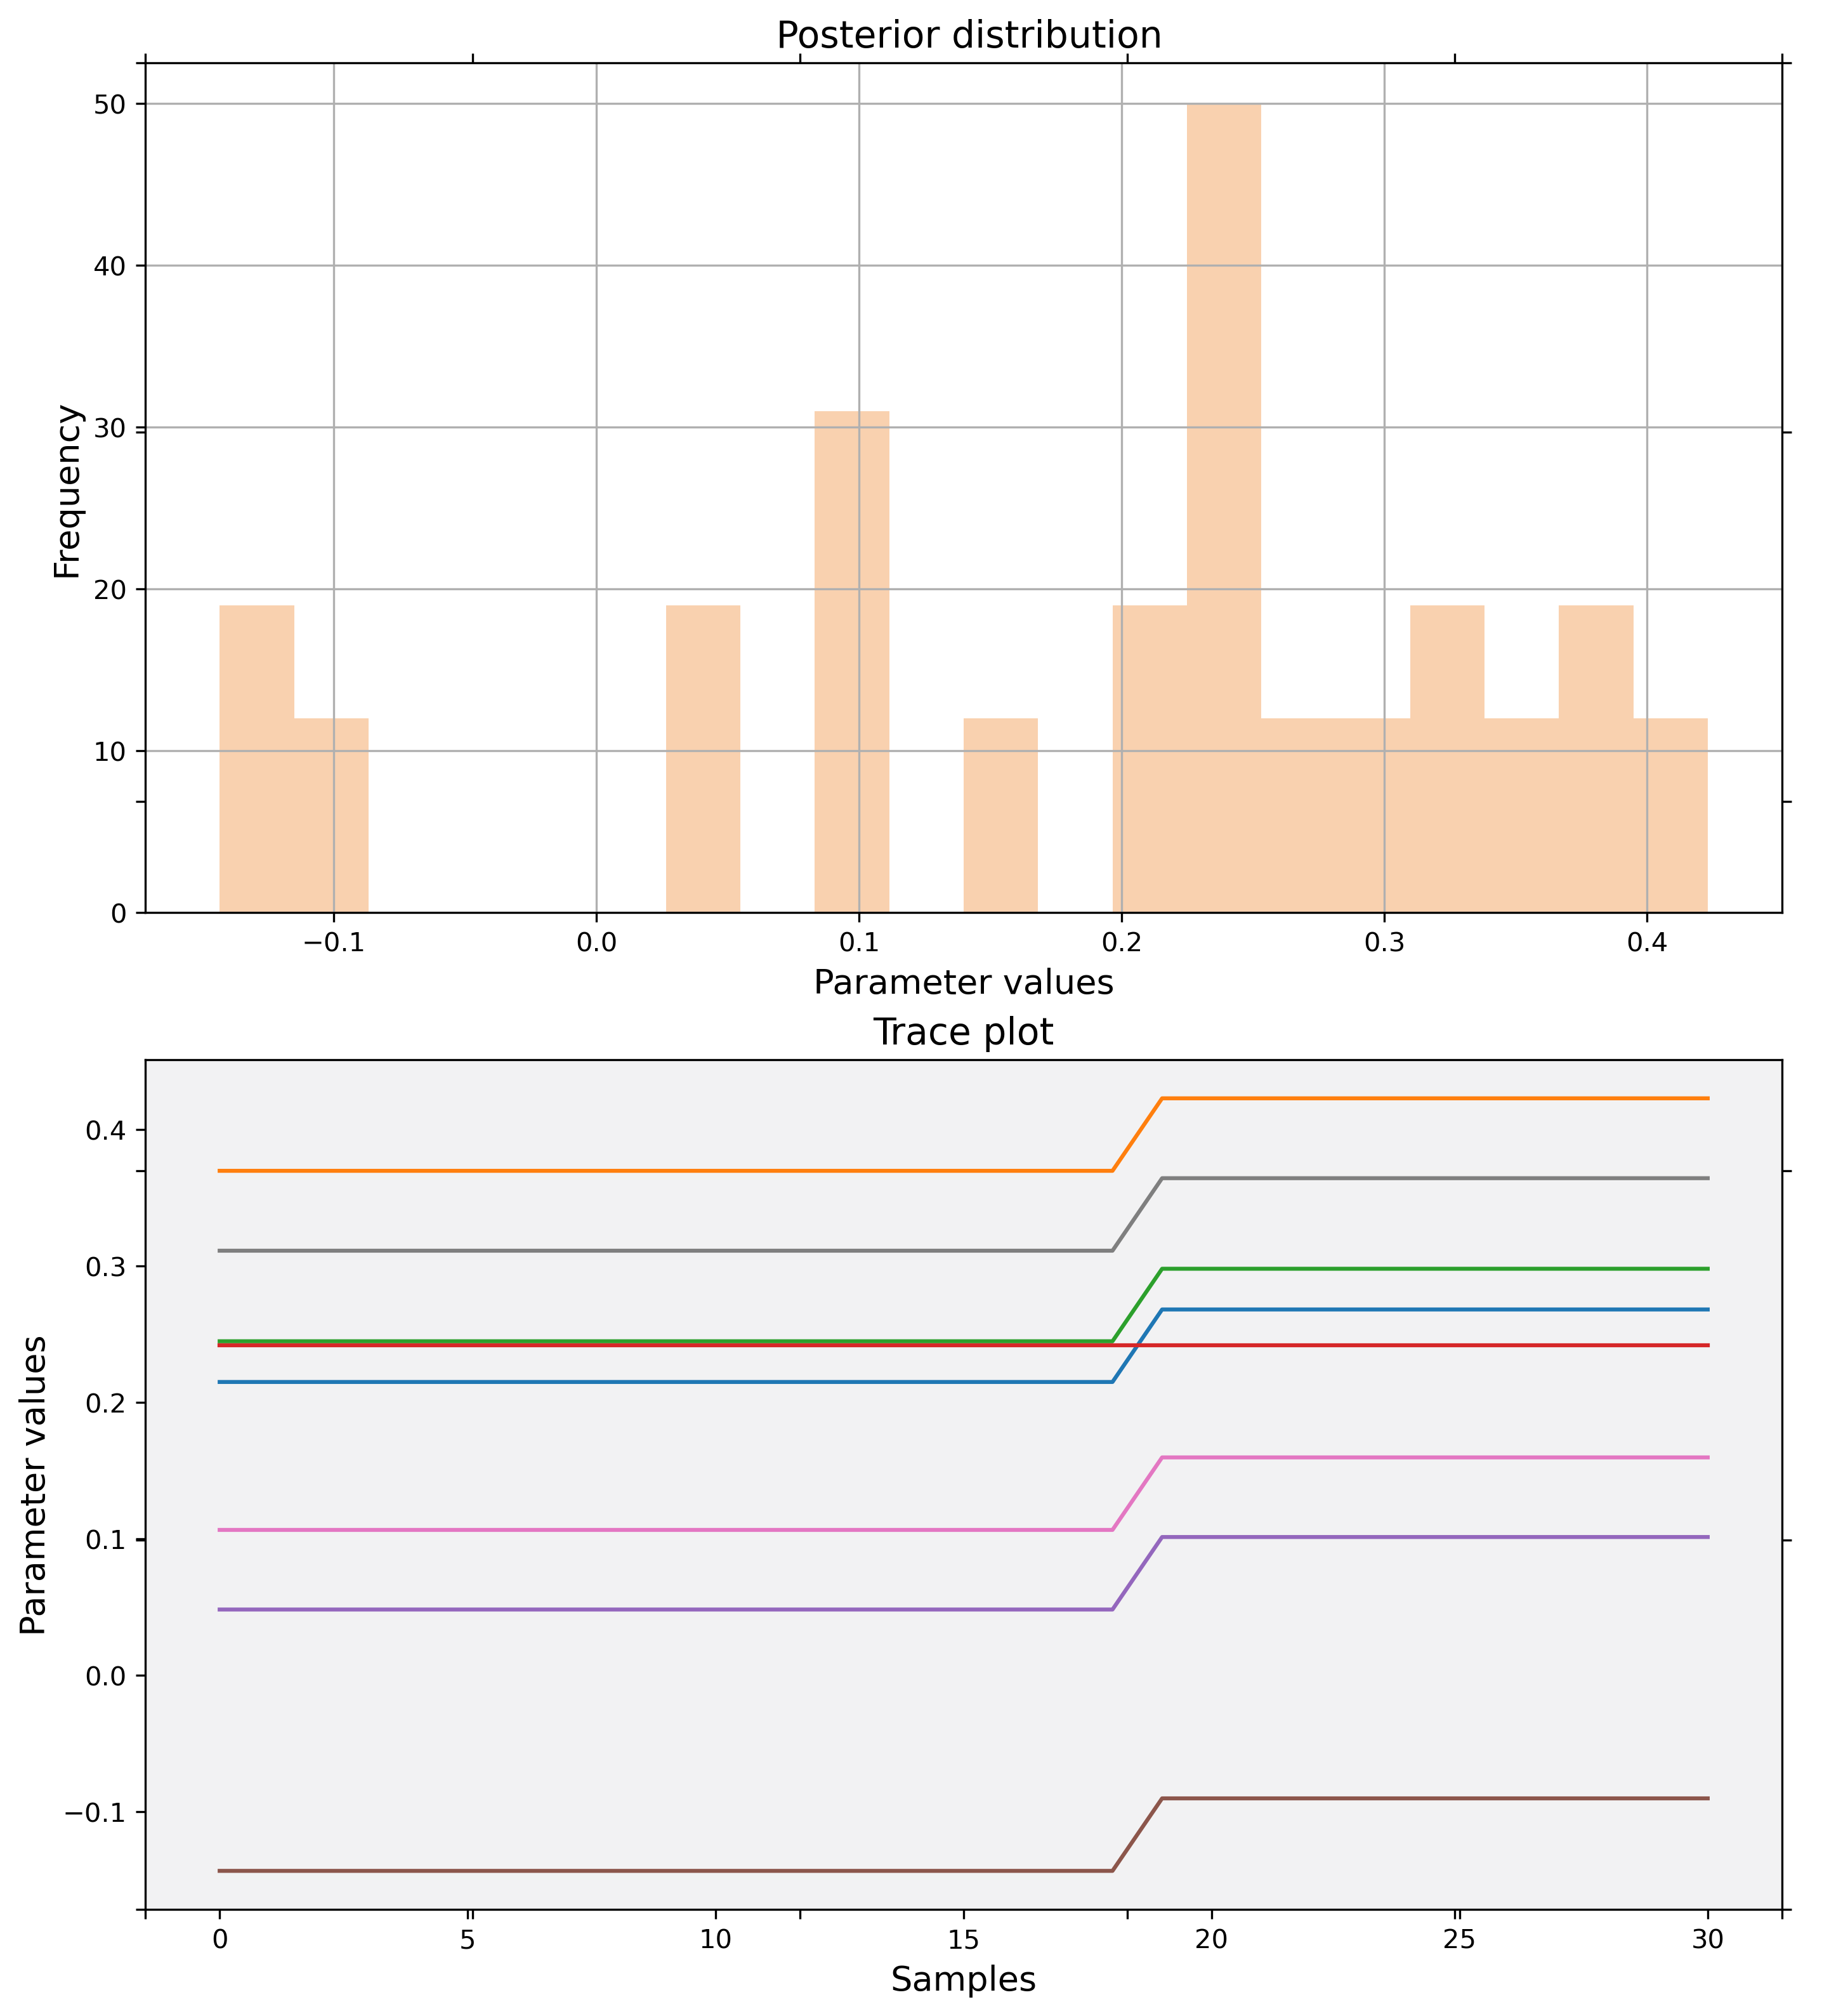 Posterior distribution
50
40
30
20
10
0
Frequency
−0.1 0.0 0.1 0.2 0.3 0.4
Parameter values
Trace plot
0.4
0.3
0.2
0.1
0.0
−0.1
Parameter values
0 5 10 15 20 25 30
Samples